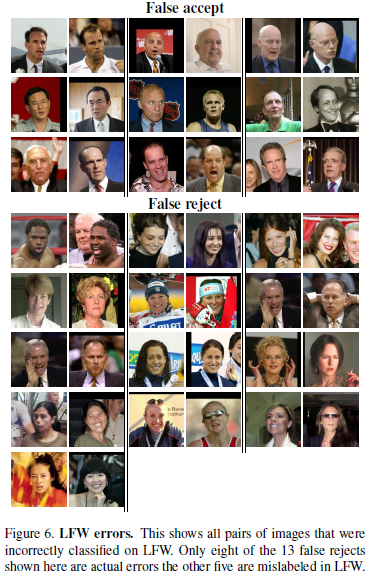 False accept
False reject
Figure 6. LFW errors. This shows all pairs of images that were
incorrectly classified on LFW. Only eight of the 13 false rejects
shown here are actual errors the other five are mislabeled in LFW.